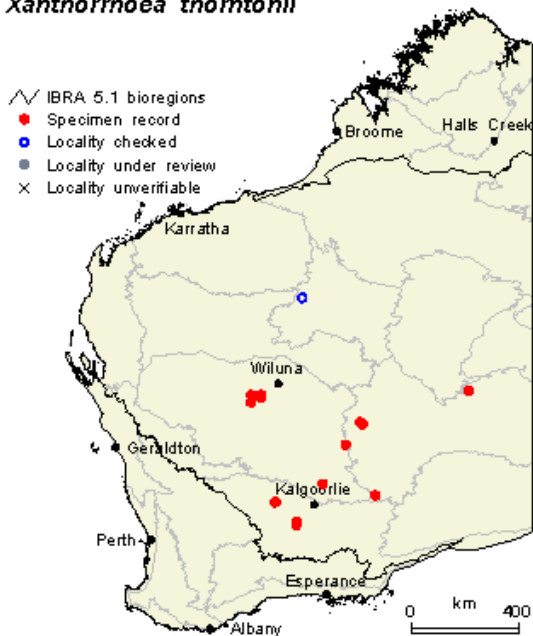 Xanthorrhoea thorntonii
IBRA 5.1 bioregions
Specimen record
Locality checked
Locality under review
Locality unverifiable
Broome
Halls Creek
Karratha
Wiluna
Geraldton
Kalgoorlie
Perth
Esperance
Albany
0 km 400